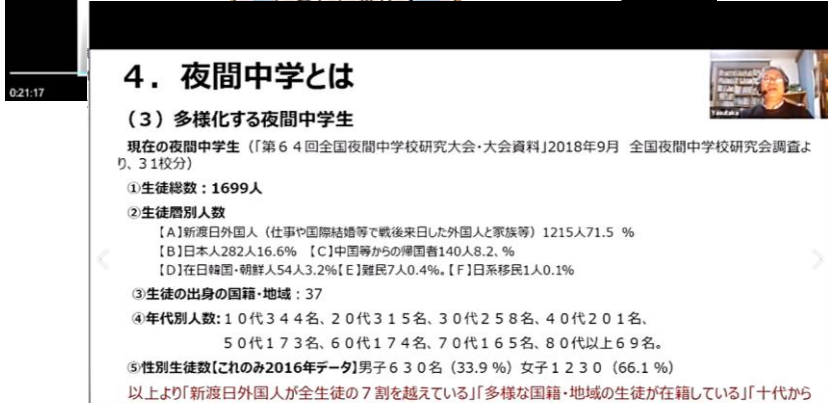 0:21:17
4．夜間中学とは
Yasutaka
（3）多様化する夜間中学生
現在の夜間中学生（「第６４回全国夜間中学校研究大会・大会資料」2018年9月 全国夜間中学校研究会調査よ
り、３１校分）
①生徒総数：1699人
②生徒層別人数
【A】新渡日外国人（仕事や国際結婚等で戦後来日した外国人と家族等）1215人71.5 %
【B】日本人282人16.6% 【C】中国等からの帰国者140人8.2、%
【D】在日韓国・朝鮮人54人3.2%【E】難民7人0.4%。【F】日系移民1人0.1%
③生徒の出身の国籍・地域：37
④年代別人数：１０代３４４名、２０代３１５名、３０代２５８名、４０代２０１名、
５０代１７３名、６０代１７４名、７０代１６５名、８０代以上６９名。
⑤性別生徒数【これのみ2016年データ】男子６３０名（33.9 %）女子１２３０（66.1 %）
以上より「新渡日外国人が全生徒の７割を越えている」「多様な国籍・地域の生徒が在籍している」「十代から